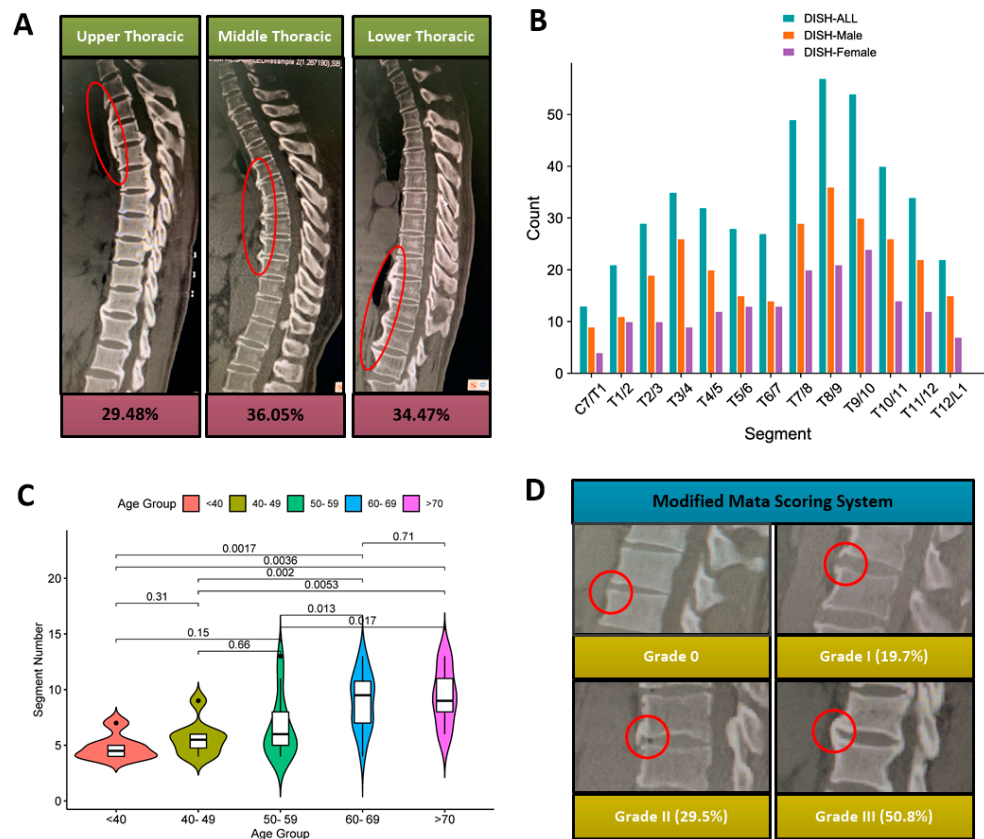 A
Upper Thoracic
Middle Thoracic
Lower Thoracic
29.48%
36.05%
34.47%
B
DISH-ALL
DISH-Male
DISH-Female
Count
50
40
30
20
10
0
C7/T1
T1/2
T2/3
T3/4
T4/5
T5/6
T6/7
T7/8
T8/9
T9/10
T10/11
T11/12
T12/L1
Segment
C
Age Group
<40
40- 49
50- 59
60- 69
>70
0.71
0.0017
0.0036
0.002
0.0053
0.31
0.013
0.017
0.15
0.66
Segment Number
20
15
10
5
0
<40
40- 49
50- 59
60- 69
>70
Age Group
D
Modified Mata Scoring System
Grade 0
Grade I (19.7%)
Grade II (29.5%)
Grade III (50.8%)